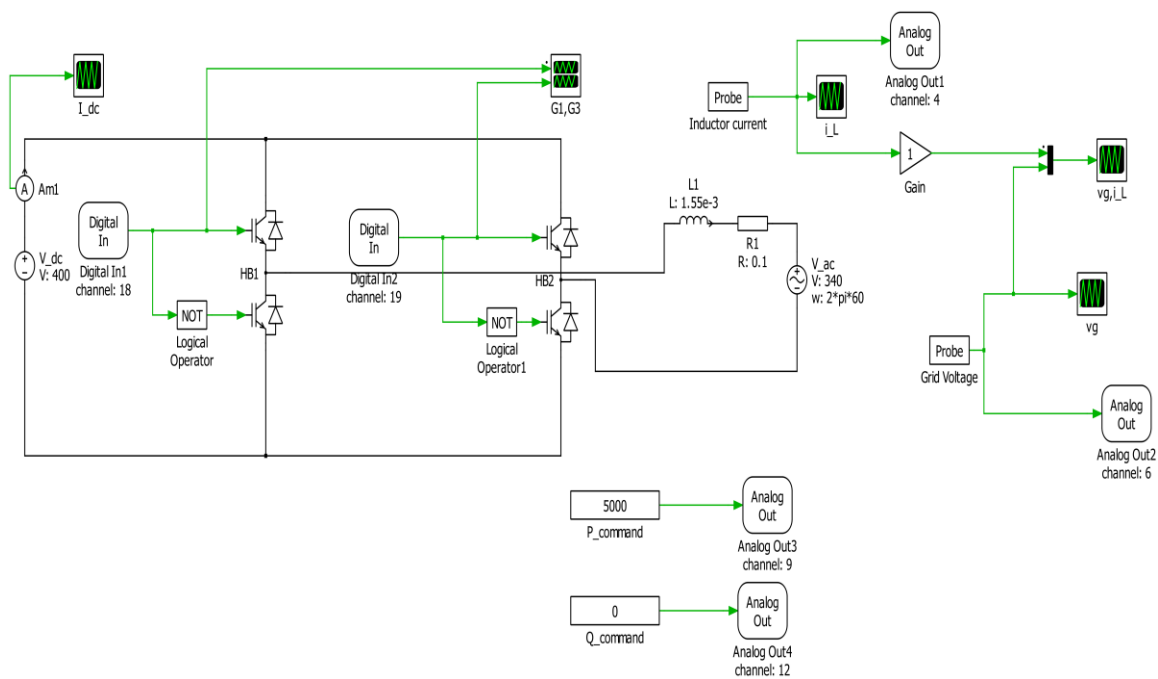 I_dc
G1,G3
Analog
Out
Analog Out1
channel: 4
Probe
Inductor current
i_L
1
Gain
vg,i_L
A
Am1
Digital
In
Digital In1
channel: 18
V_dc
V: 400
NOT
Logical
Operator
HB1
Digital
In
Digital In2
channel: 19
NOT
Logical
Operator1
HB2
L1
L: 1.55e-3
R1
R: 0.1
V_ac
V: 340
w: 2*pi*60
vg
Probe
Grid Voltage
Analog
Out
Analog Out2
channel: 6
5000
P_command
Analog
Out
Analog Out3
channel: 9
0
Q_command
Analog
Out
Analog Out4
channel: 12